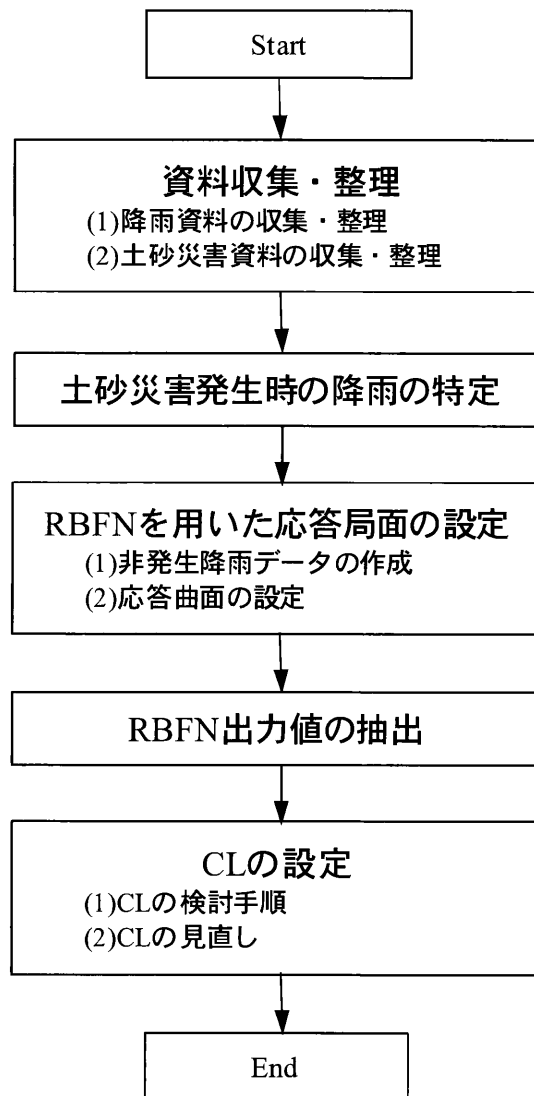 Start
資料収集・整理
(1)降雨資料の収集・整理
(2)土砂災害資料の収集・整理
土砂災害発生時の降雨の特定
RBFNを用いた応答局面の設定
(1)非発生降雨データの作成
(2)応答曲面の設定
RBFN出力値の抽出
CLの設定
(1)CLの検討手順
(2)CLの見直し
End